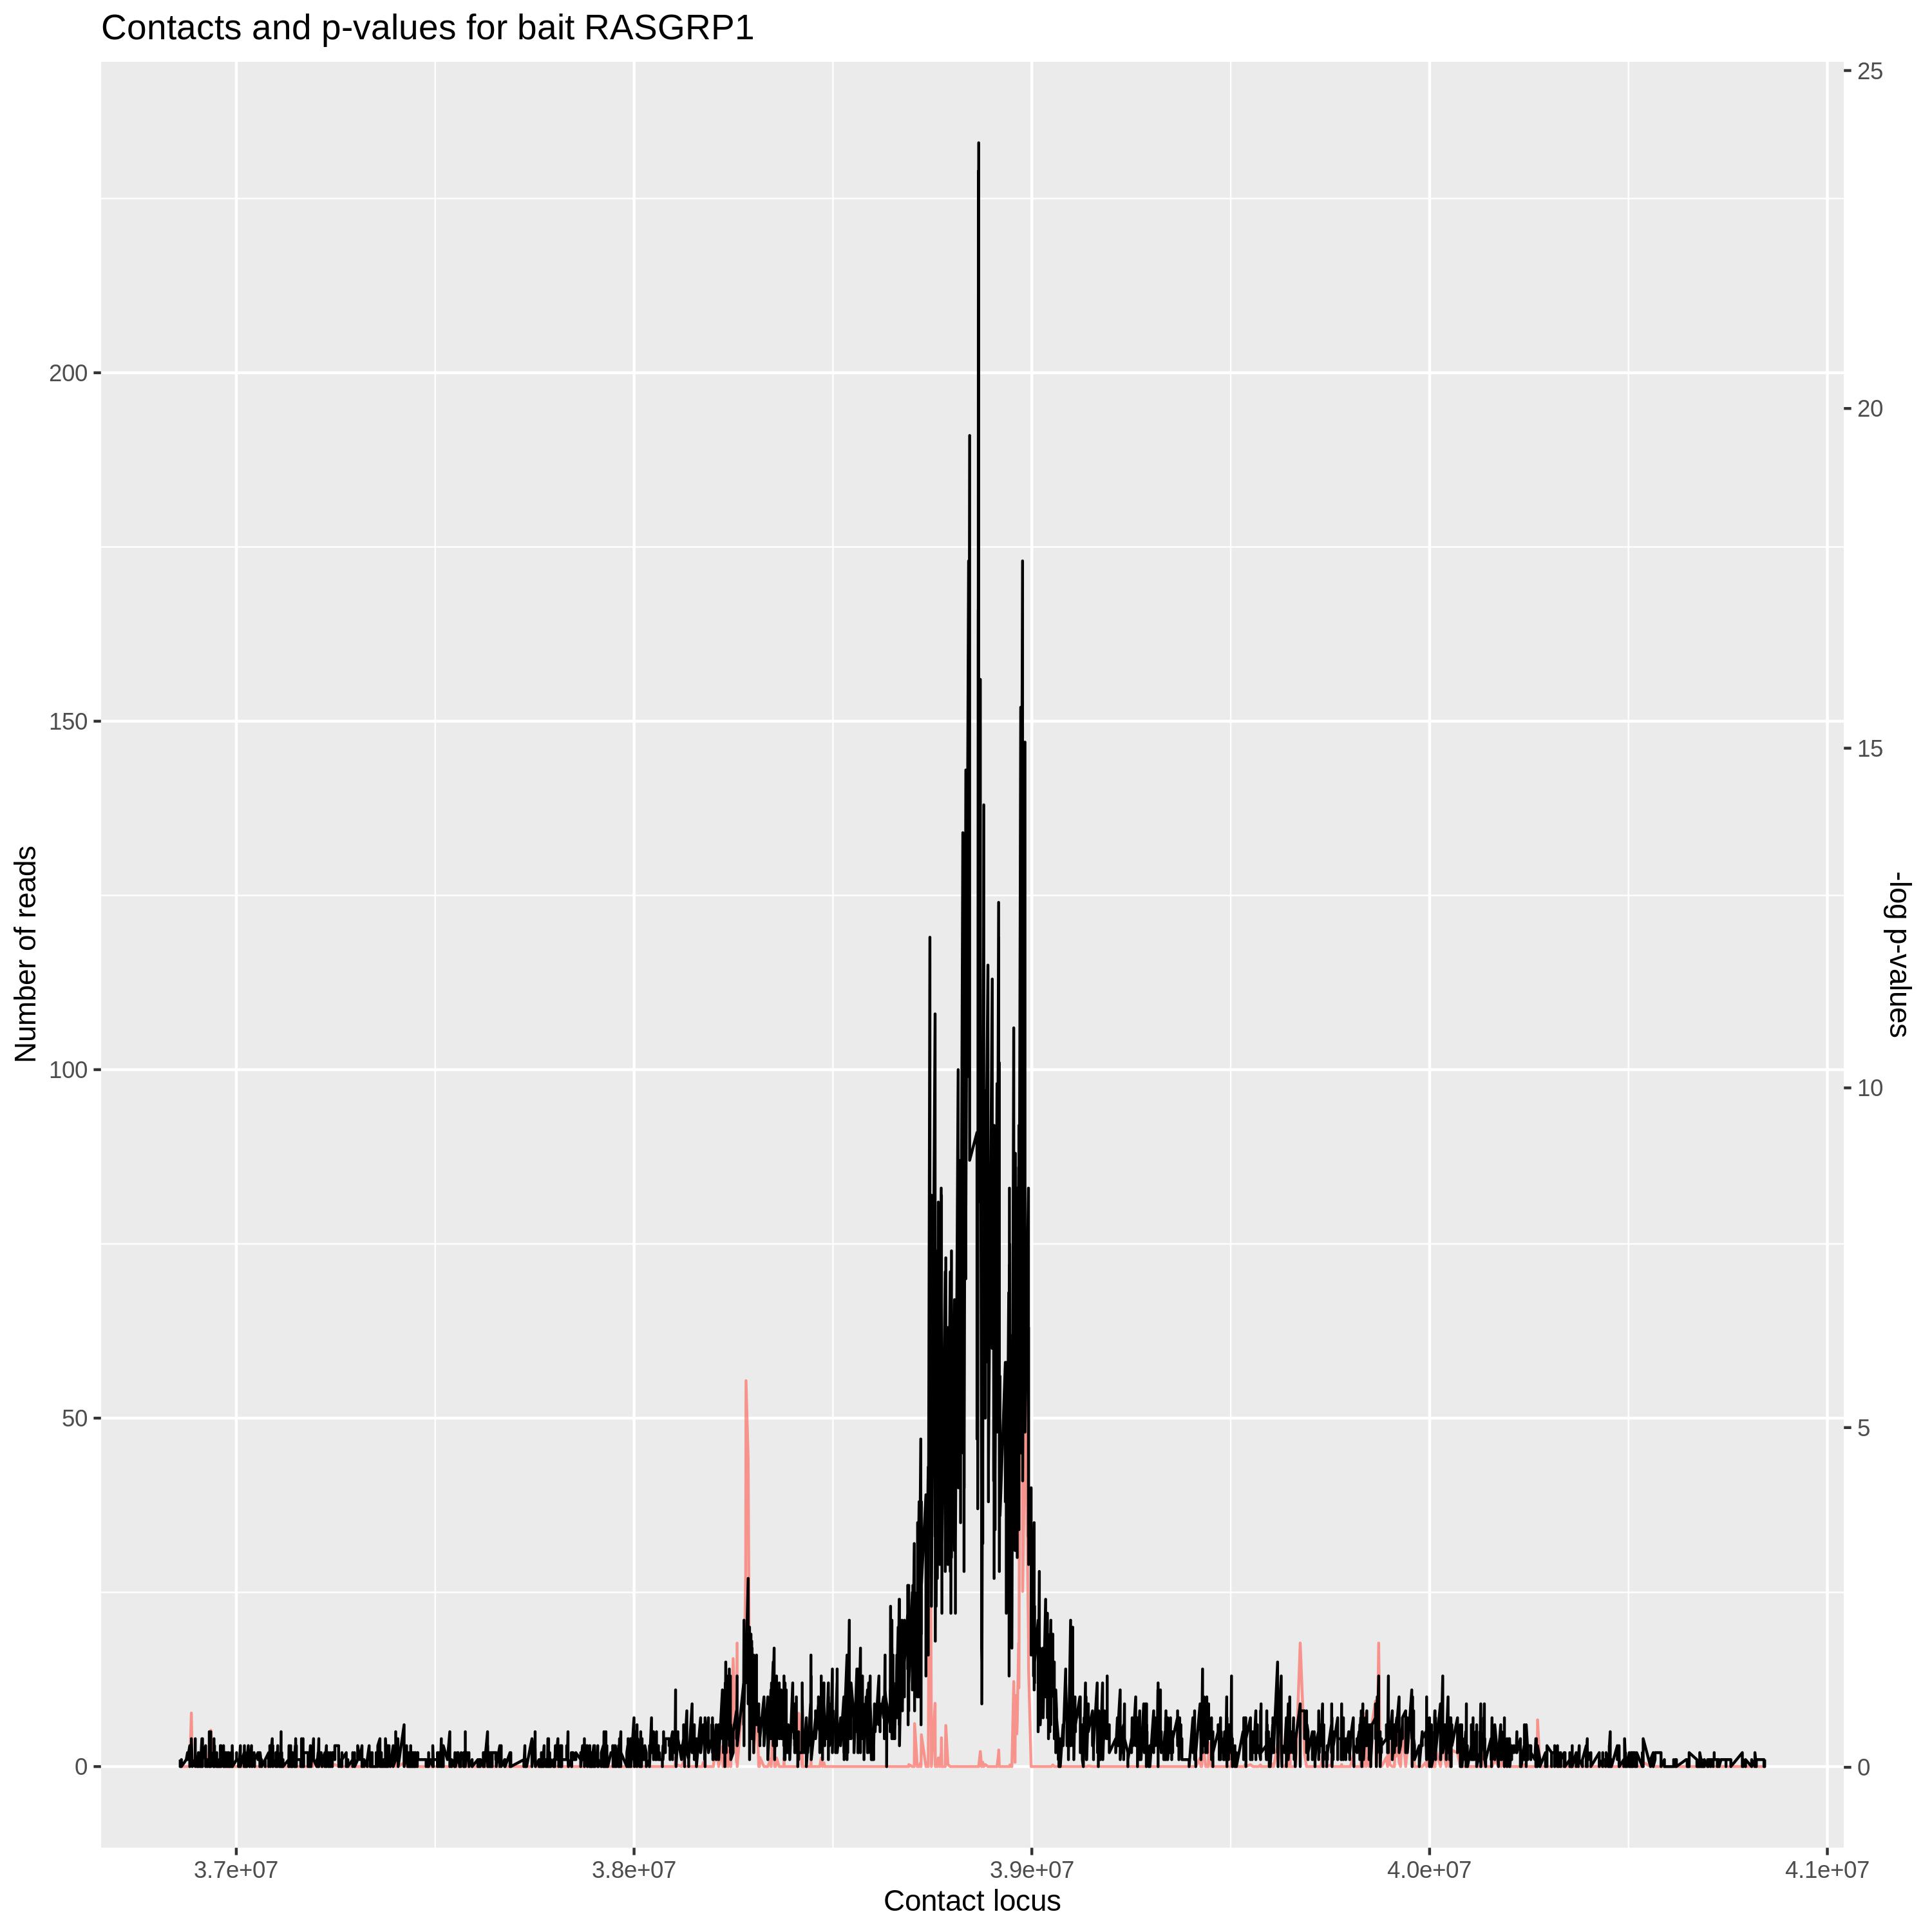 Contacts and p-values for bait RASGRP1
25
20
15
10
5
0
200
150
100
50
0
Number of reads
-log p-values
3.7e+07 3.8e+07 3.9e+07 4.0e+07 4.1e+07
Contact locus